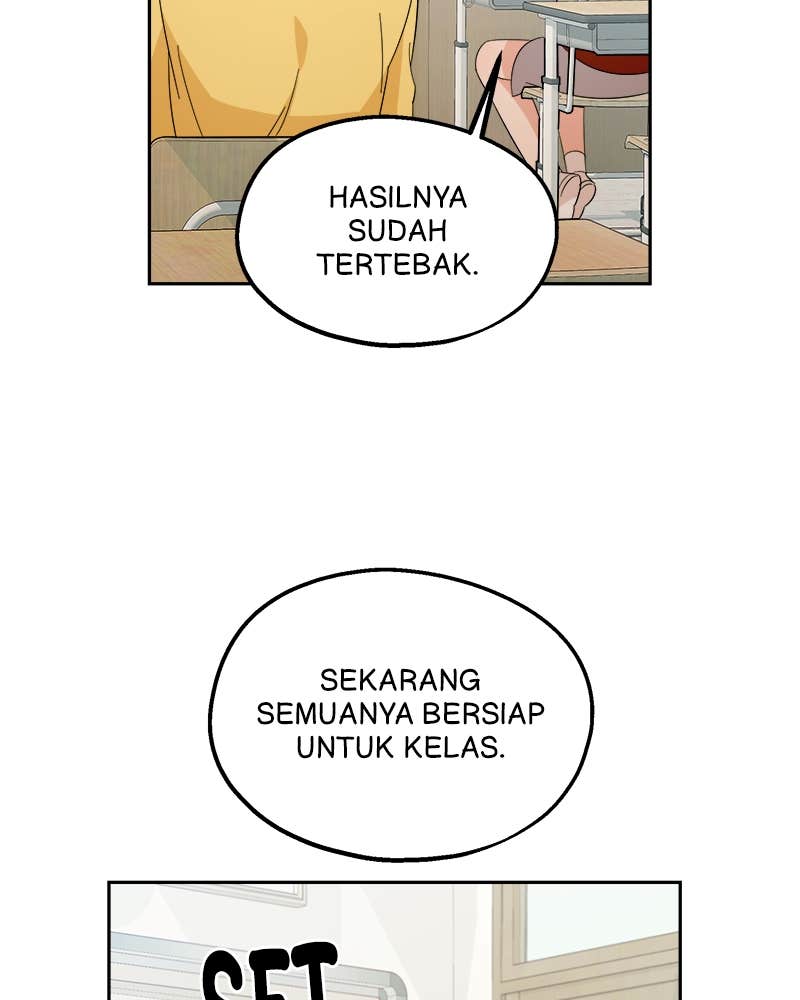 HASILNYA
SUDAH
TERTEBAK.
SEKARANG
SEMUANYA BERSIAP
UNTUK KELAS.
SET